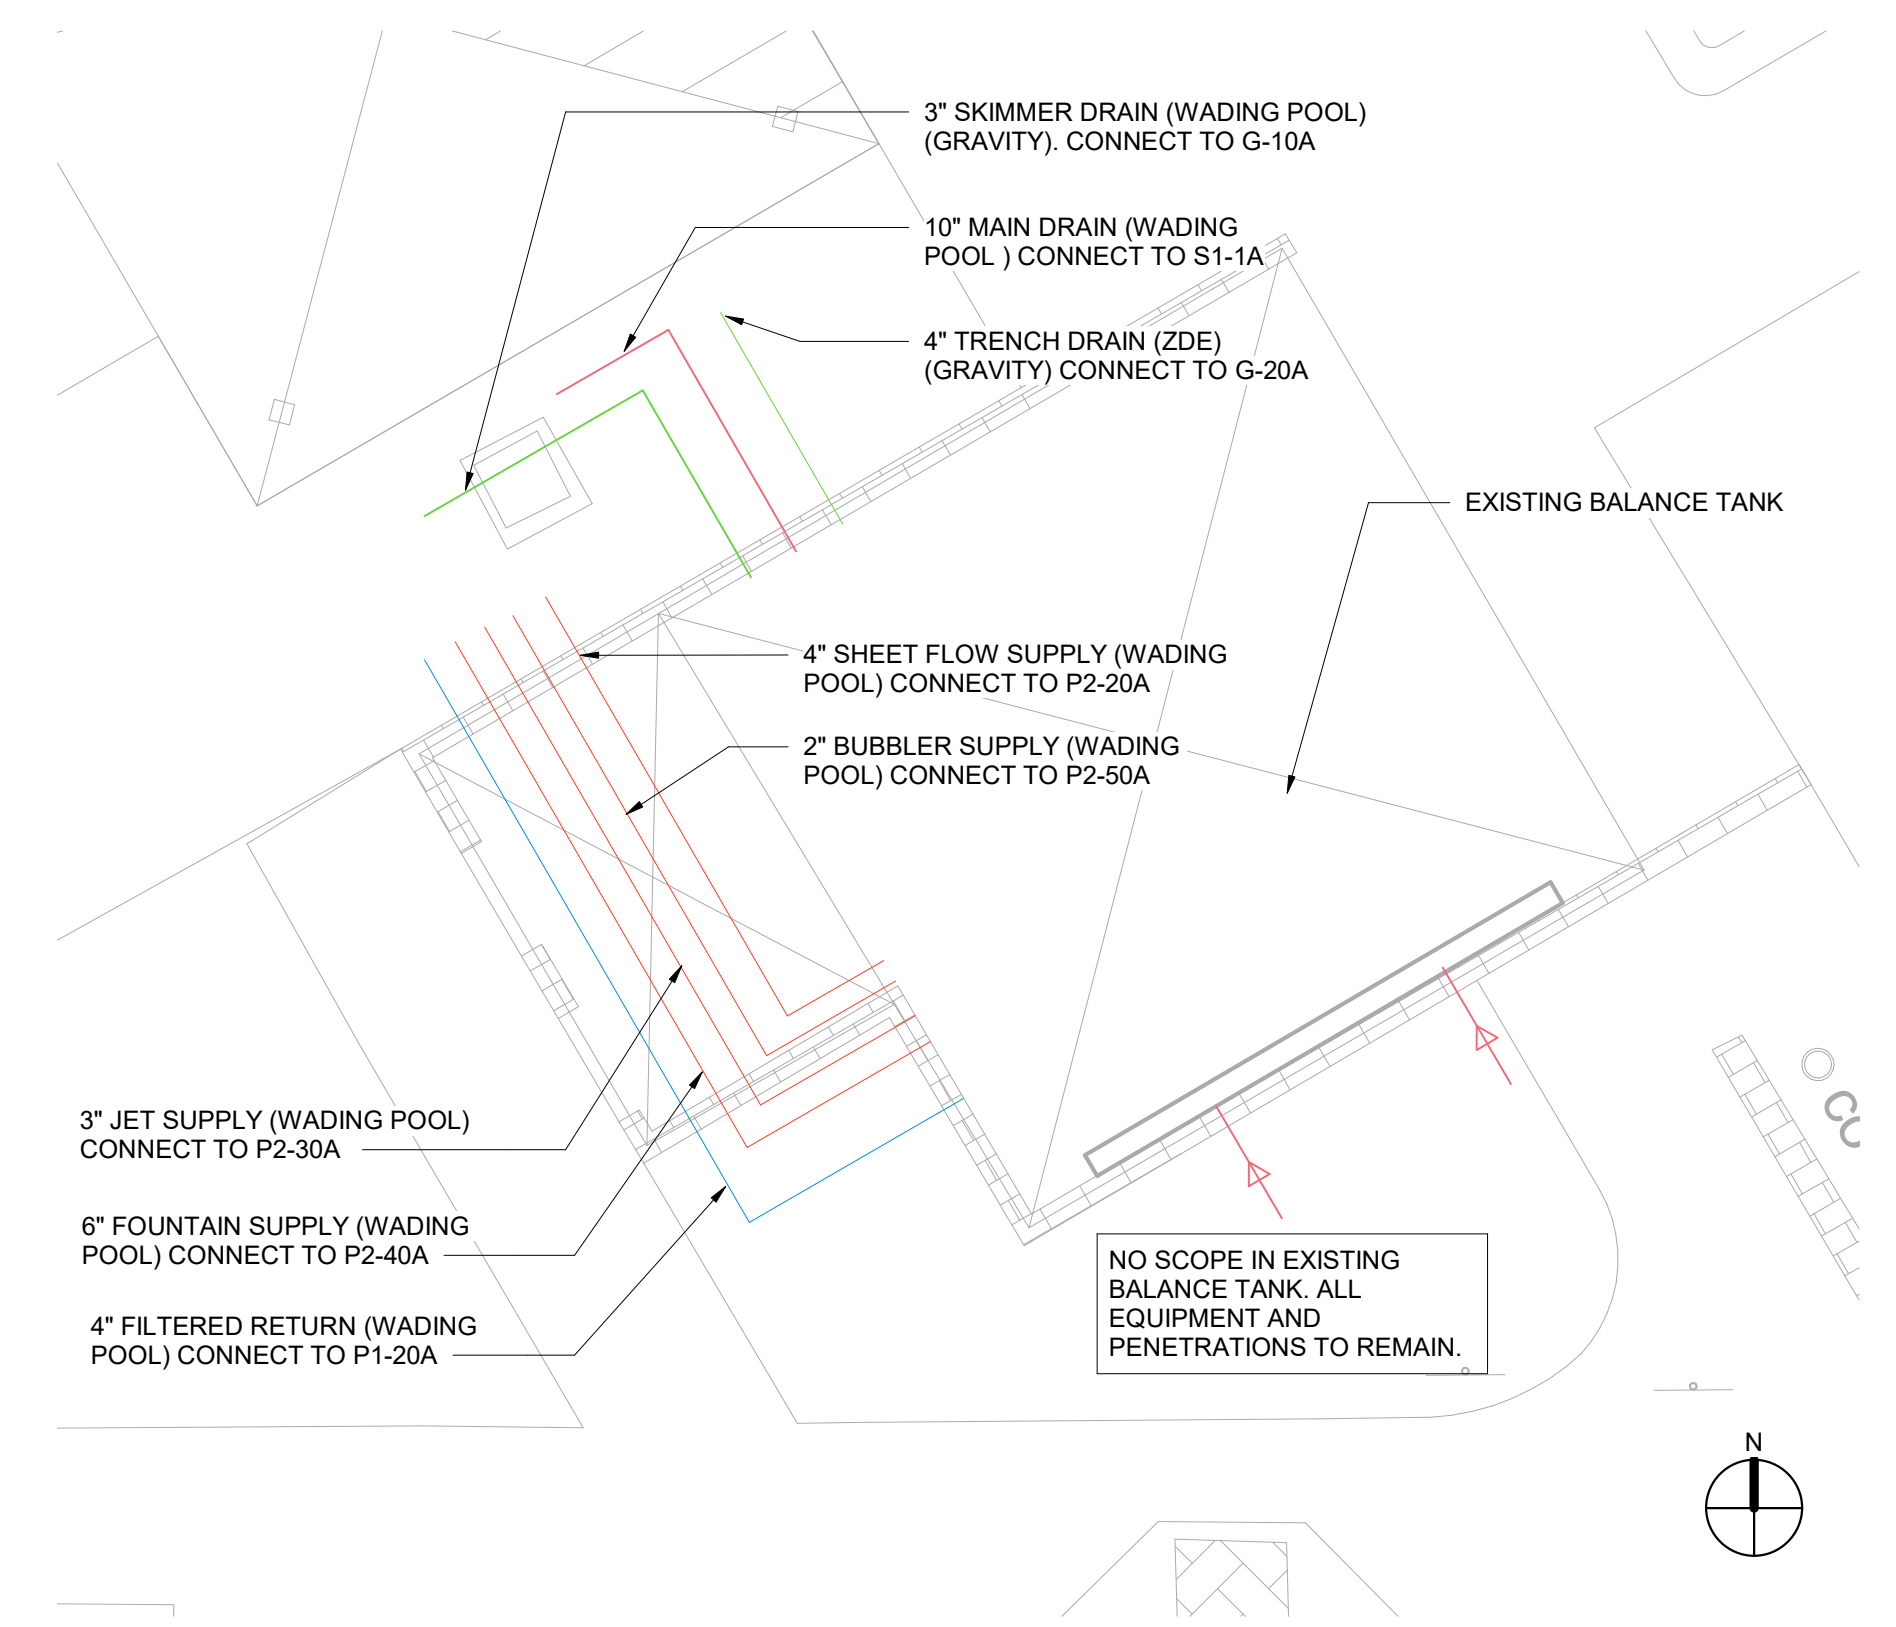 3" SKIMMER DRAIN (WADING POOL)
(GRAVITY). CONNECT TO G-10A
10" MAIN DRAIN (WADING
POOL ) CONNECT TO S1-1A
4" TRENCH DRAIN (ZDE)
(GRAVITY) CONNECT TO G-20A
EXISTING BALANCE TANK
4" SHEET FLOW SUPPLY (WADING
POOL) CONNECT TO P2-20A
2" BUBBLER SUPPLY (WADING
POOL) CONNECT TO P2-50A
3" JET SUPPLY (WADING POOL)
CONNECT TO P2-30A
6" FOUNTAIN SUPPLY (WADING
POOL) CONNECT TO P2-40A
4" FILTERED RETURN (WADING
POOL) CONNECT TO P1-20A
NO SCOPE IN EXISTING
BALANCE TANK. ALL
EQUIPMENT AND
PENETRATIONS TO REMAIN.
N